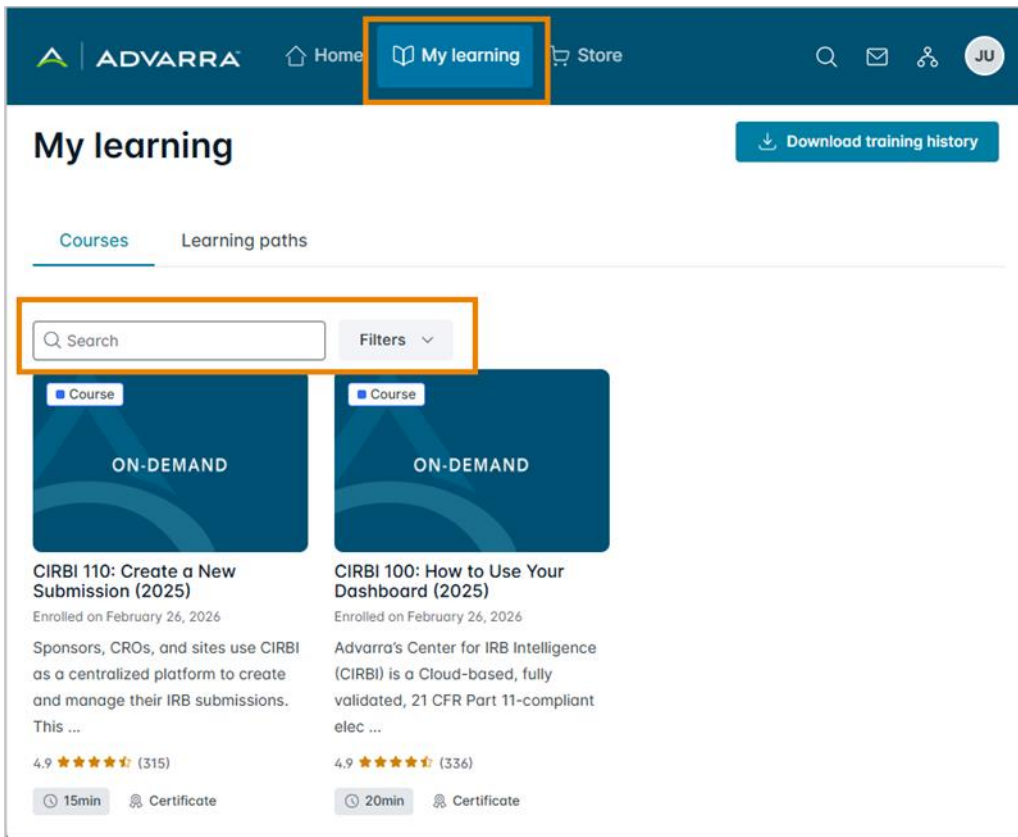 ADVARRA
Home
My learning
Store
JU
My learning
Download training history
Courses
Learning paths
Search
Filters
Course
ON-DEMAND
CIRBI 110: Create a New
Submission (2025)
Enrolled on February 26, 2026
Sponsors, CROs, and sites use CIRBI
as a centralized platform to create
and manage their IRB submissions.
This ...
4.9 (315)
15min
Certificate
Course
ON-DEMAND
CIRBI 100: How to Use Your
Dashboard (2025)
Enrolled on February 26, 2026
Advarra's Center for IRB Intelligence
(CIRBI) is a Cloud-based, fully
validated, 21 CFR Part 11-compliant
elec ...
4.9 (336)
20min
Certificate